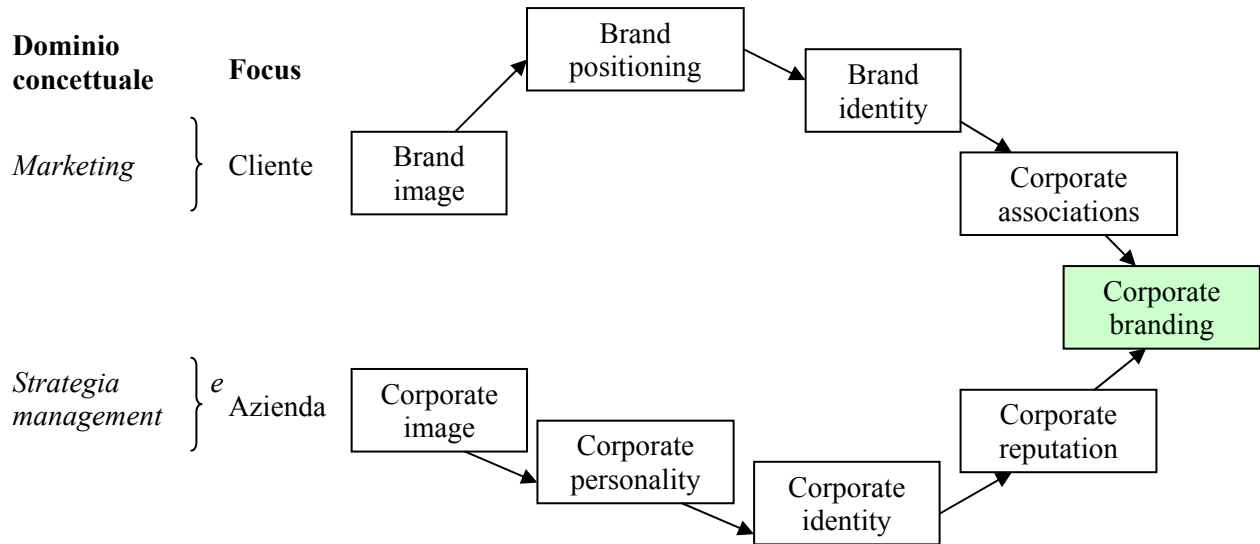 Dominio
concettuale
Focus
Brand
positioning
Brand
identity
Marketing
Cliente
Brand
image
Corporate
associations
Corporate
branding
Strategia e
management
Azienda
Corporate
image
Corporate
personality
Corporate
identity
Corporate
reputation